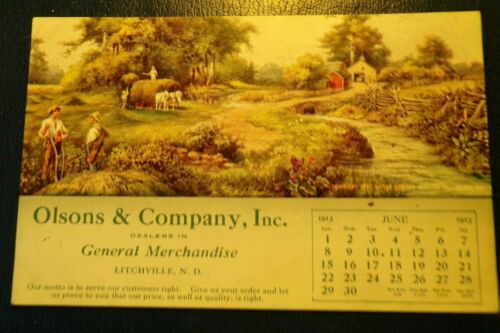 Olsons & Company, Inc.
DEALERS IN
General Merchandise
LITCHVILLE, N. D.
Our motto is to serve our customers right. Give us your order and let
us prove to you that our price, as well as quality, is right.
1913 JUNE 1913
Sun. Mon. Tue. Wed. Thu. Fri. Sat.
1 2 3 4 5 6 7
8 9 10 11 12 13 14
15 16 17 18 19 20 21
22 23 24 25 26 27 28
29 30